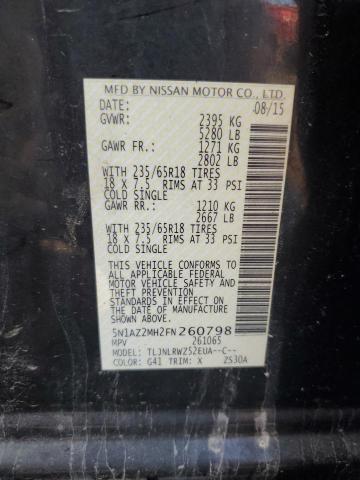 MFD BY NISSAN MOTOR CO., LTD.
DATE: 08/15
GVWR: 2395 KG
5280 LB
GAWR FR.: 1271 KG
2802 LB
WITH 235/65R18 TIRES
18 X 7.5 RIMS AT 33 PSI
COLD SINGLE
GAWR RR.: 1210 KG
2667 LB
WITH 235/65R18 TIRES
18 X 7.5 RIMS AT 33 PSI
COLD SINGLE
THIS VEHICLE CONFORMS TO
ALL APPLICABLE FEDERAL
MOTOR VEHICLE SAFETY
STANDARDS IN EFFECT ON
THE DATE OF MANUFACTURE
SHOWN ABOVE.
5N1AZ2MH2FN260798
MPV 261065
MODEL: TLJNLRWZ52EUA--C--
COLOR: G41 TRIM: X ZS30A